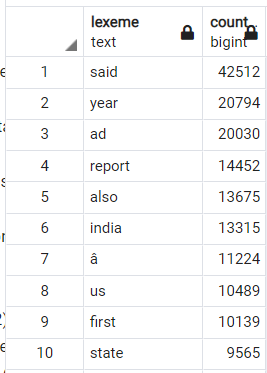 lexeme count
text bigint
1 said 42512
2 year 20794
3 ad 20030
4 report 14452
5 also 13675
6 india 13315
7 â 11224
8 us 10489
9 first 10139
10 state 9565